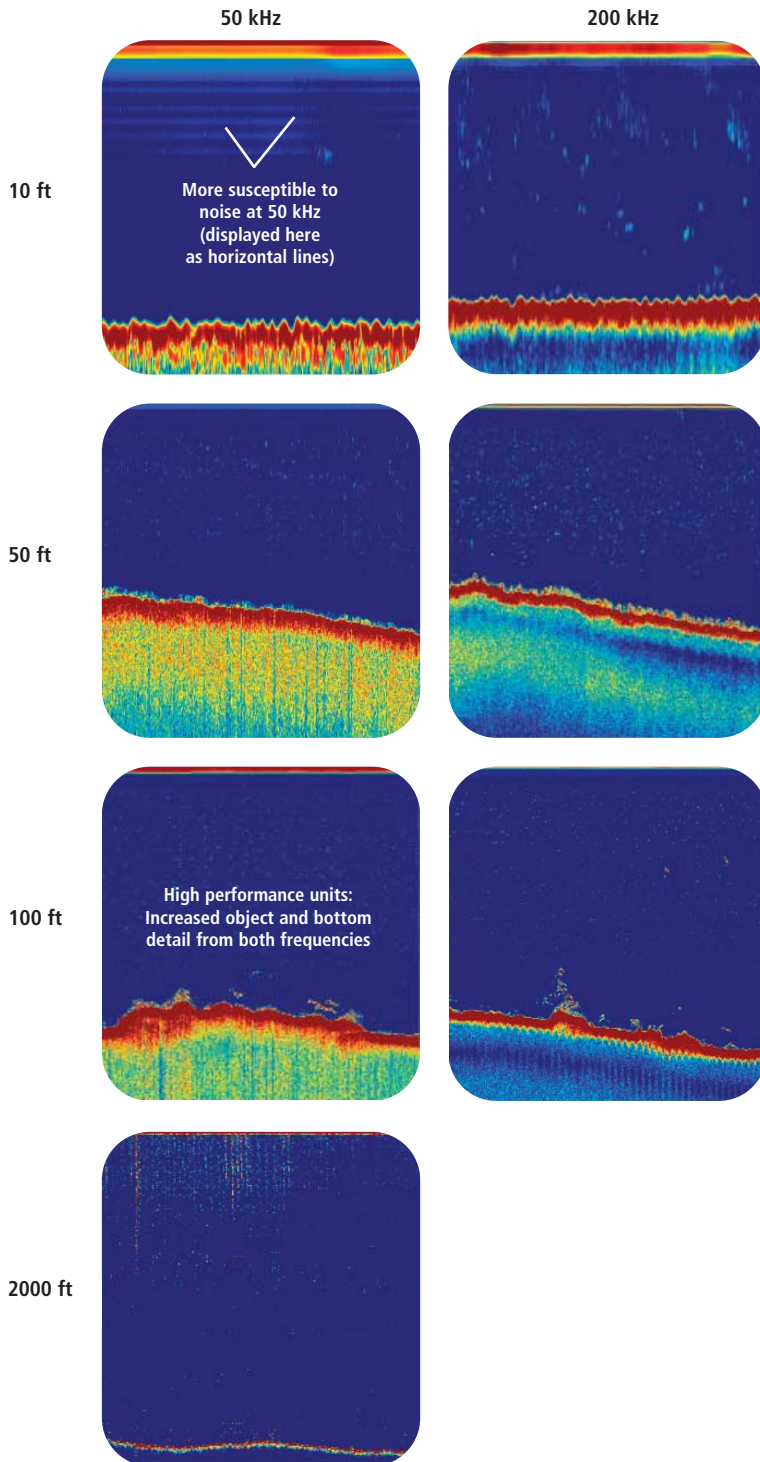 50 kHz
200 kHz
10 ft
More susceptible to
noise at 50 kHz
(displayed here
as horizontal lines)
50 ft
100 ft
High performance units:
Increased object and bottom
detail from both frequencies
2000 ft